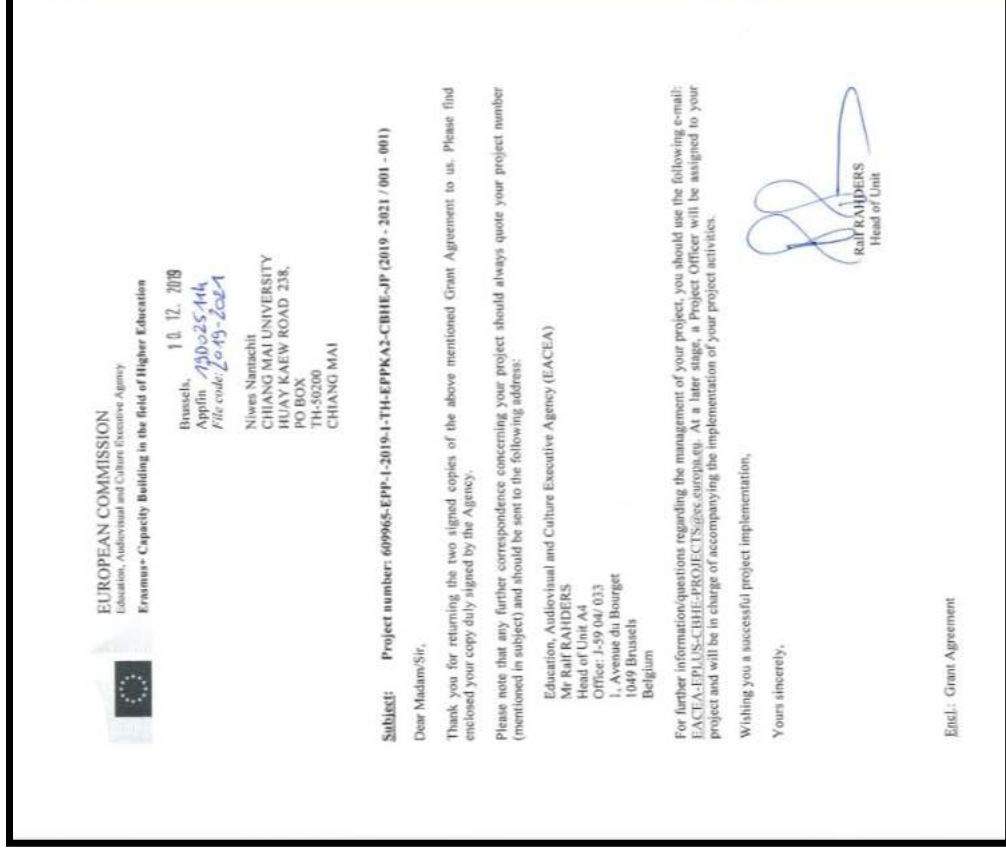 EUROPEAN COMMISSION
Education, Audiovisual and Culture Executive Agency
Erasmus+ Capacity Building in the field of Higher Education
10. 12. 2019
Brussels,
Appfin
File code: 2019-2021
Niwes Nantachit
CHIANG MAI UNIVERSITY
HUAY KAEW ROAD 238,
PO BOX
TH-50200
CHIANG MAI
Subject: Project number: 609965-EPP-1-2019-1-TH-EPPKA2-CBHE-JP (2019 - 2021 / 001 - 001)
Dear Madam/Sir,
Thank you for returning the two signed copies of the above mentioned Grant Agreement to us. Please find
enclosed your copy duly signed by the Agency.
Please note that any further correspondence concerning your project should always quote your project number
(mentioned in subject) and should be sent to the following address:
Education, Audiovisual and Culture Executive Agency (EACEA)
Mr Ralf RAHDERS
Head of Unit A4
Office: J-59 04/ 033
1, Avenue du Bourget
1049 Brussels
Belgium
For further information/questions regarding the management of your project, you should use the following e-mail:
EACEA-EPLUS-CBHE-PROJECTS@ec.europa.eu. At a later stage, a Project Officer will be assigned to your
project and will be in charge of accompanying the implementation of your project activities.
Wishing you a successful project implementation,
Yours sincerely,
Ralf RAHDERS
Head of Unit
Encl.: Grant Agreement